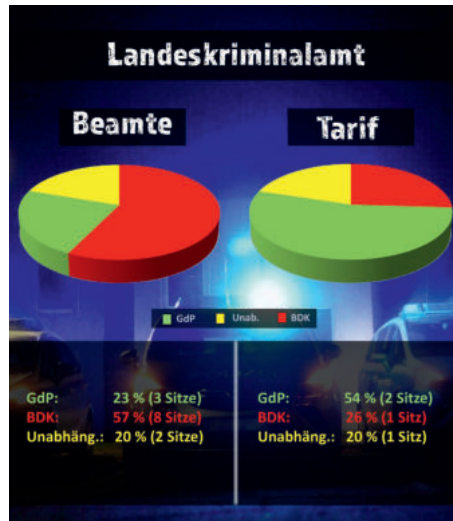 Landeskriminalamt
Beamte
Tarif
GdP Unab. BDK
GdP: 23 % (3 Sitze)
BDK: 57 % (8 Sitze)
Unabhäng.: 20 % (2 Sitze)
GdP: 54 % (2 Sitze)
BDK: 26 % (1 Sitz)
Unabhäng.: 20 % (1 Sitz)